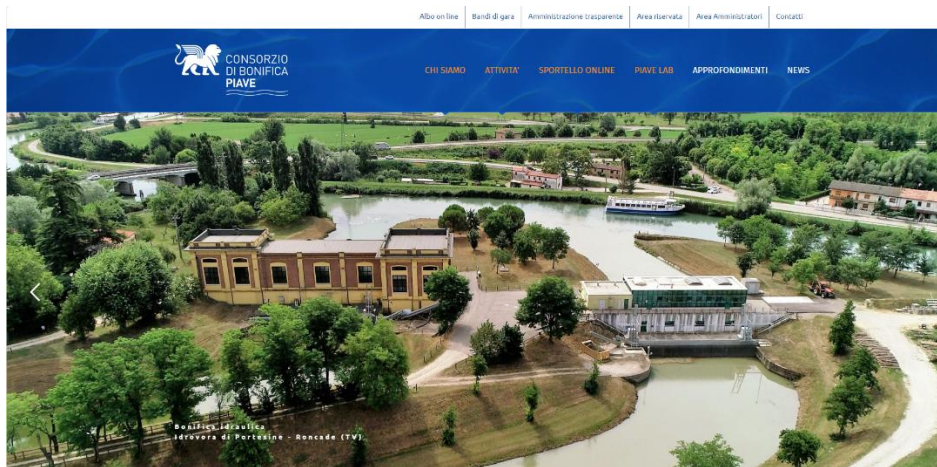 Albo on line
Bandi di gara
Amministrazione trasparente
Area riservata
Area Amministratori
Contatti
CONSORZIO
DI BONIFICA
PIAVE
CHI SIAMO
ATTIVITA'
SPORTELLO ONLINE
PIAVE LAB
APPROFONDIMENTI
NEWS
Bonifica idraulica
Idrovora di Portesine - Roncade (TV)